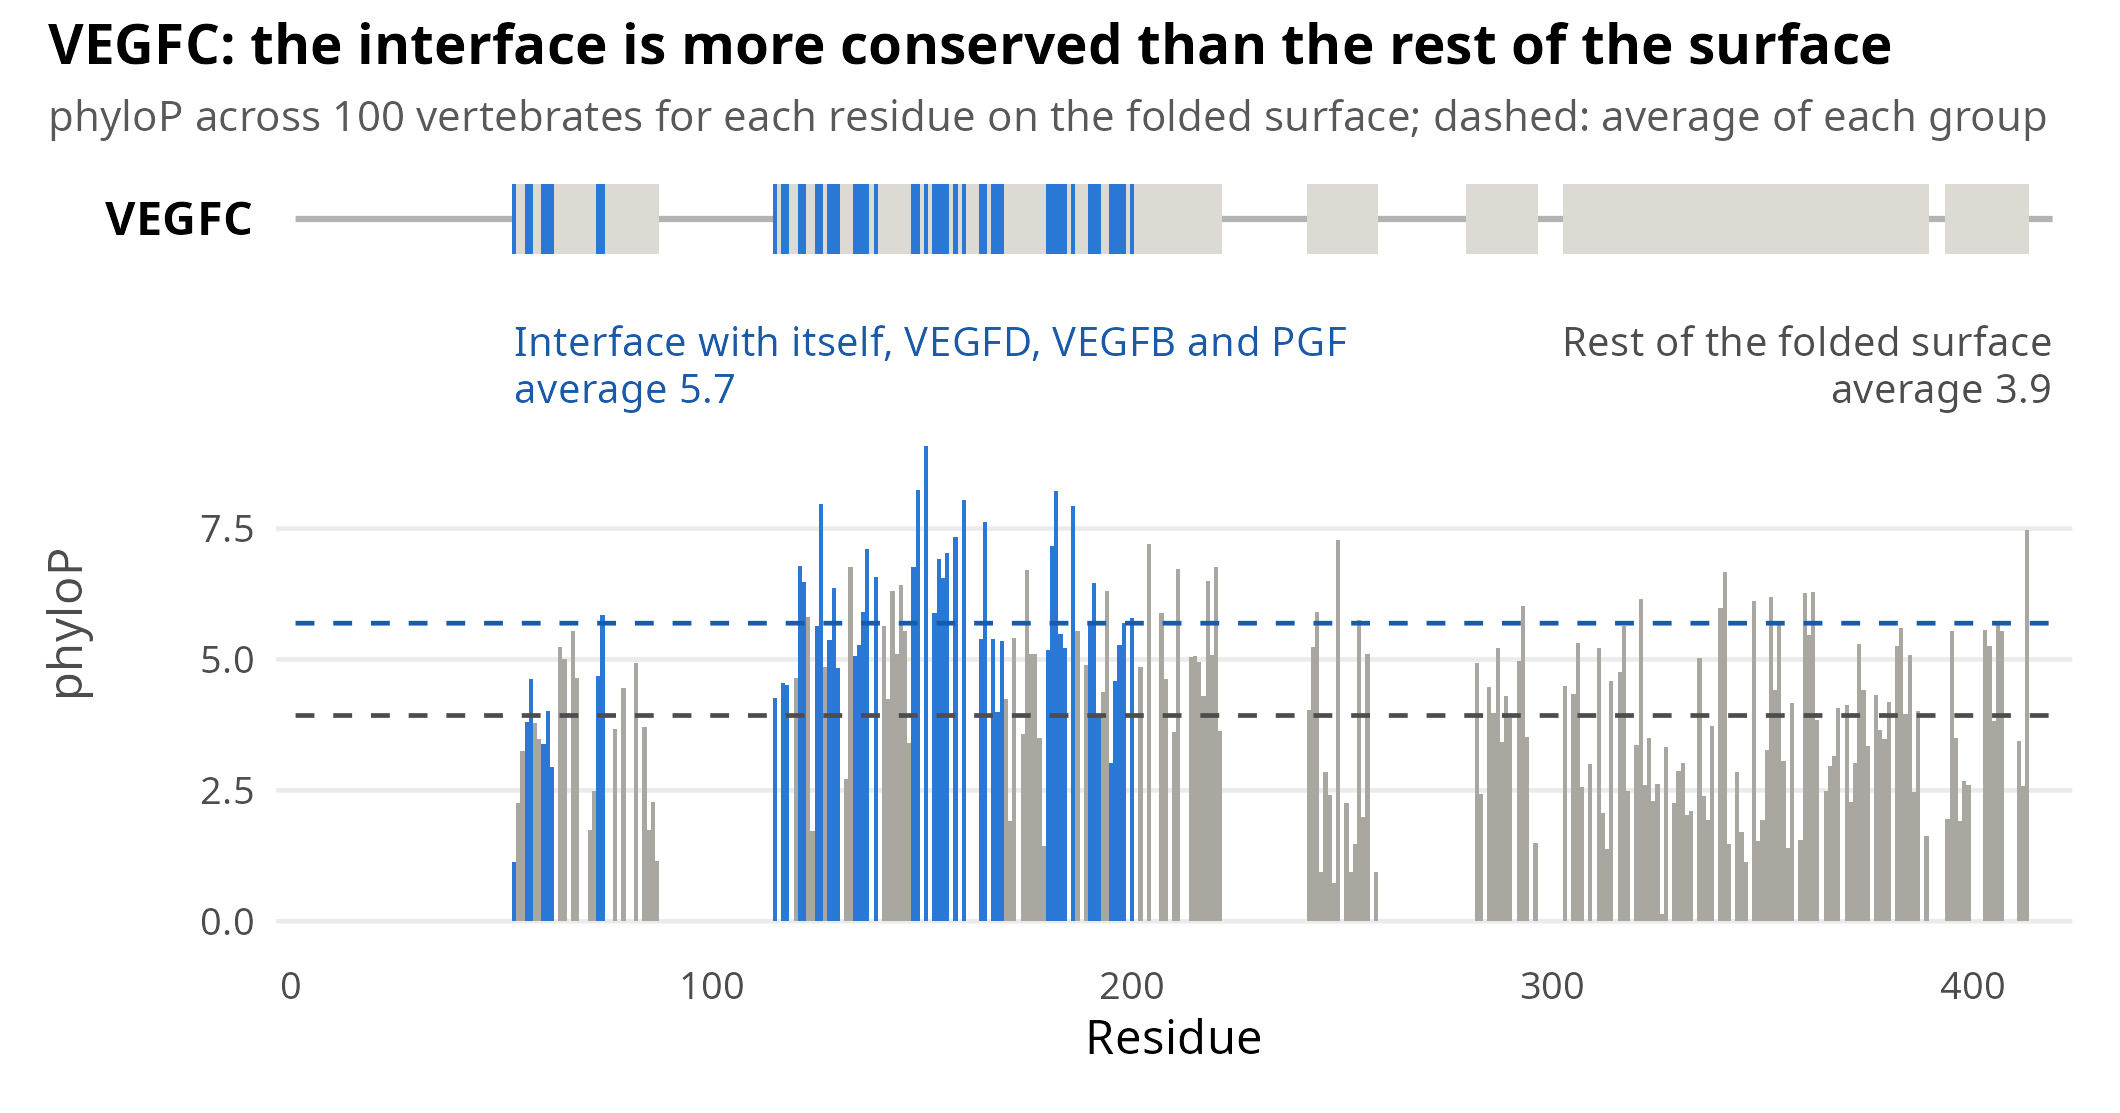 VEGFC: the interface is more conserved than the rest of the surface
phyloP across 100 vertebrates for each residue on the folded surface; dashed: average of each group
VEGFC
Interface with itself, VEGFD, VEGFB and PGF
average 5.7
Rest of the folded surface
average 3.9
phyloP
7.5
5.0
2.5
0.0
0
100
200
300
400
Residue